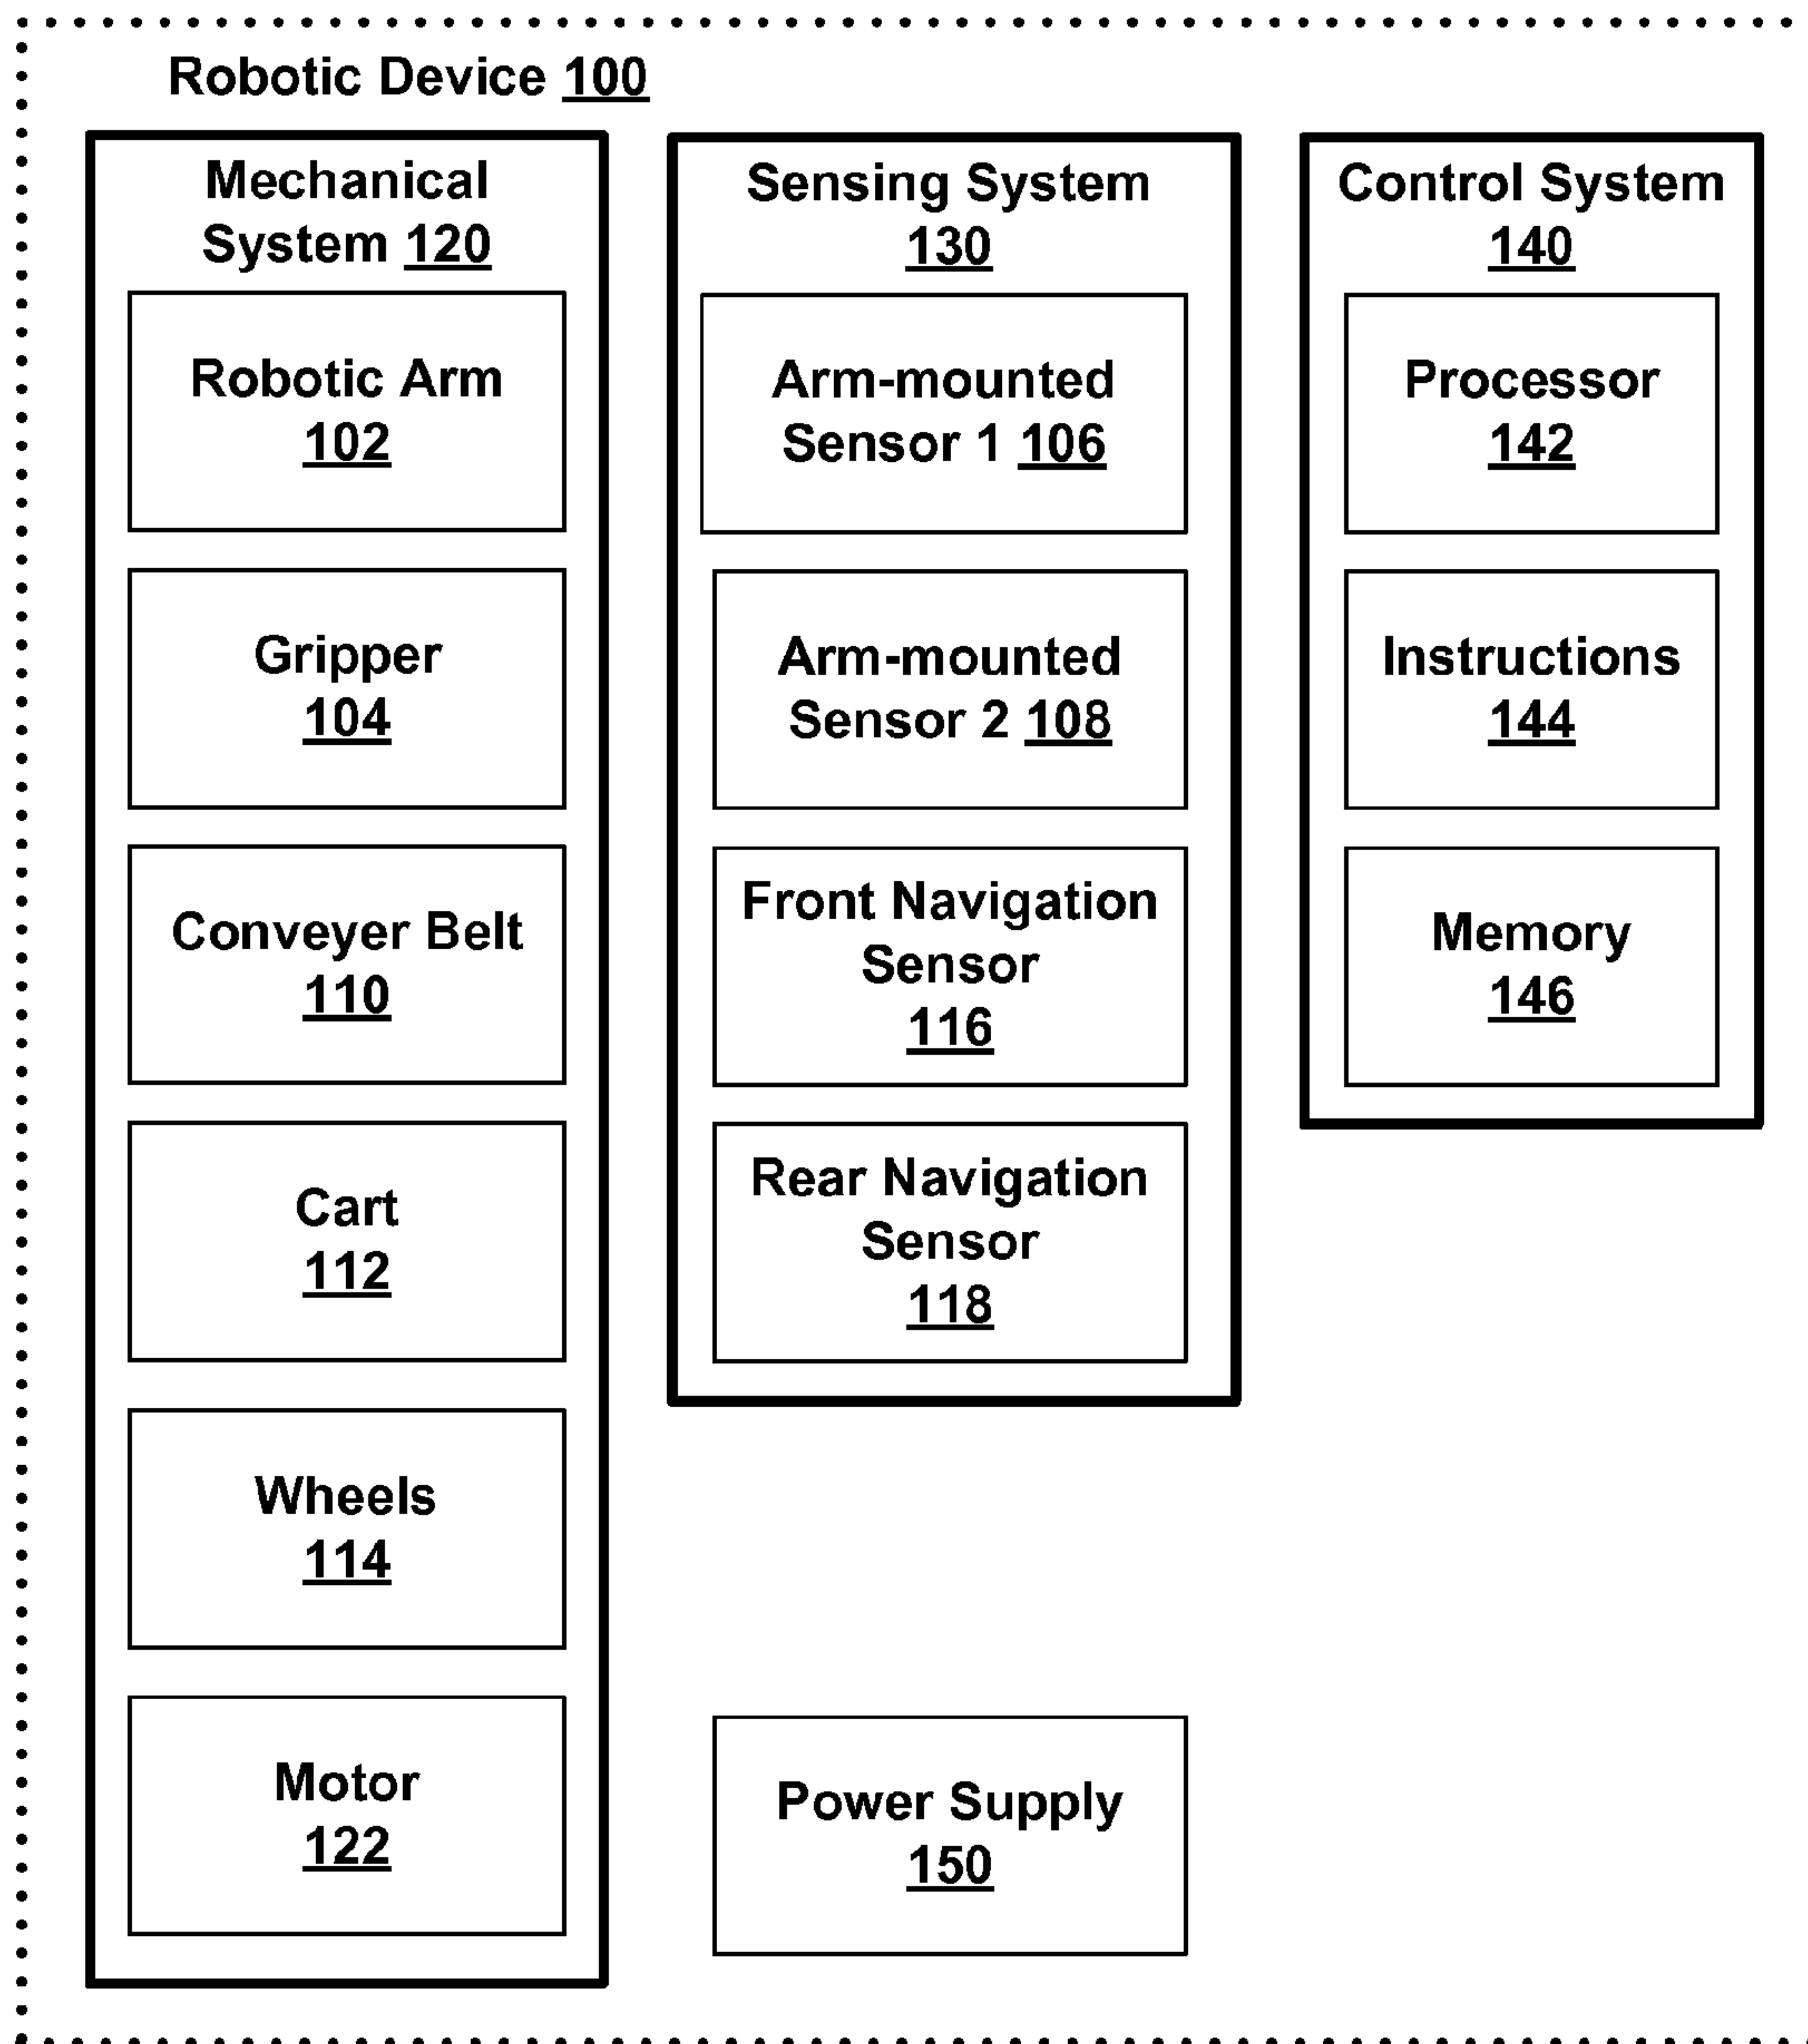 Robotic Device 100
Mechanical
System 120
Robotic Arm
102
Gripper
104
Conveyer Belt
110
Cart
112
Wheels
114
Motor
122
Sensing System
130
Arm-mounted
Sensor 1 106
Arm-mounted
Sensor 2 108
Front Navigation
Sensor
116
Rear Navigation
Sensor
118
Power Supply
150
Control System
140
Processor
142
Instructions
144
Memory
146